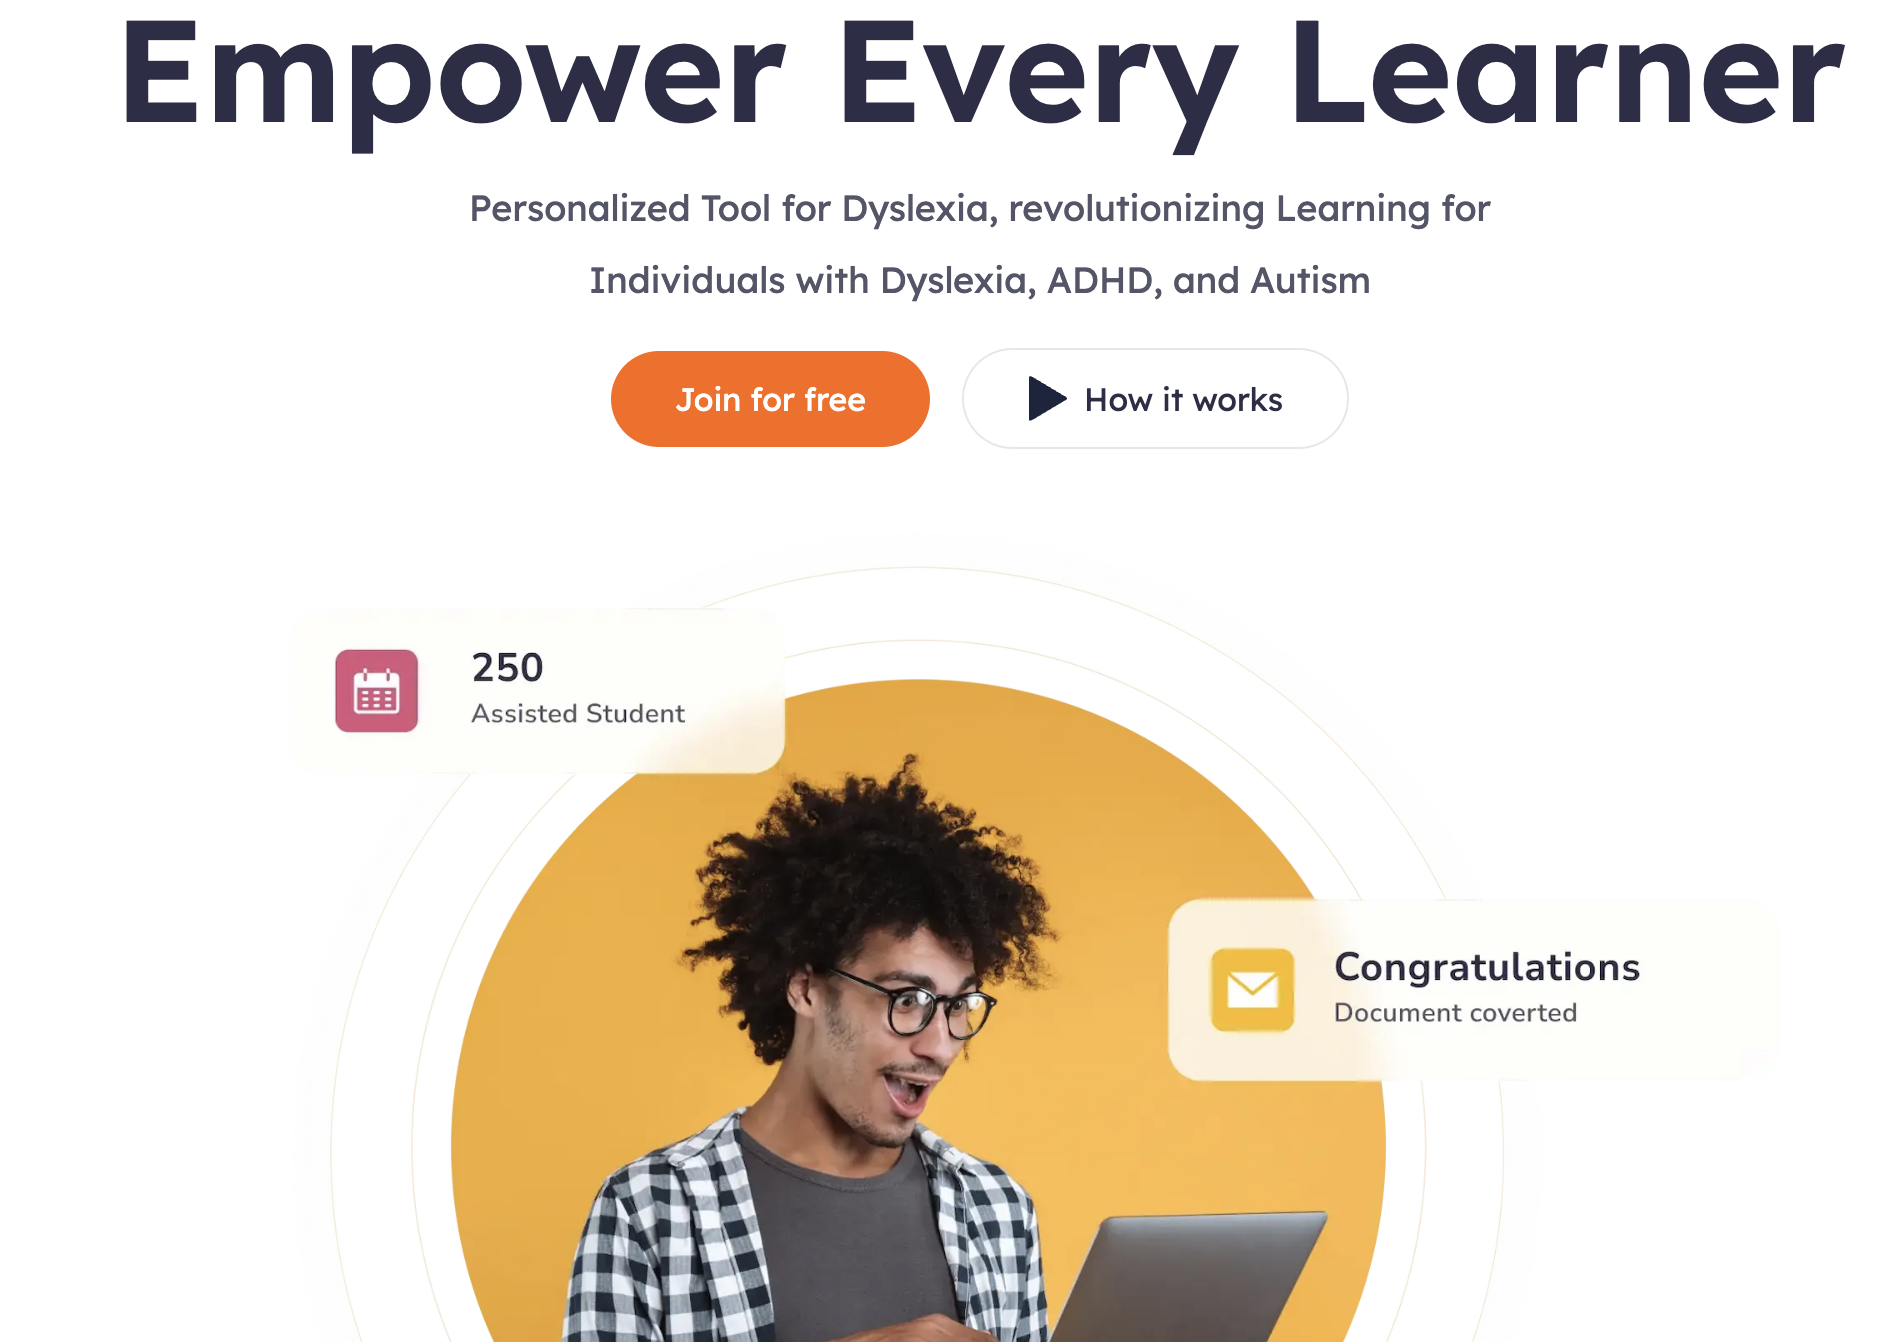 Empower Every Learner
Personalized Tool for Dyslexia, revolutionizing Learning for
Individuals with Dyslexia, ADHD, and Autism
Join for free
How it works
250
Assisted Student
Congratulations
Document coverted